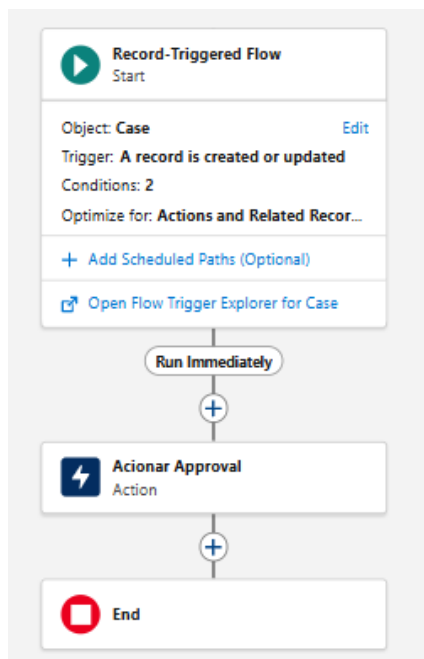 Record-Triggered Flow
Start
Object: Case Edit
Trigger: A record is created or updated
Conditions: 2
Optimize for: Actions and Related Recor...
+ Add Scheduled Paths (Optional)
Open Flow Trigger Explorer for Case
Run Immediately
Acionar Approval
Action
End